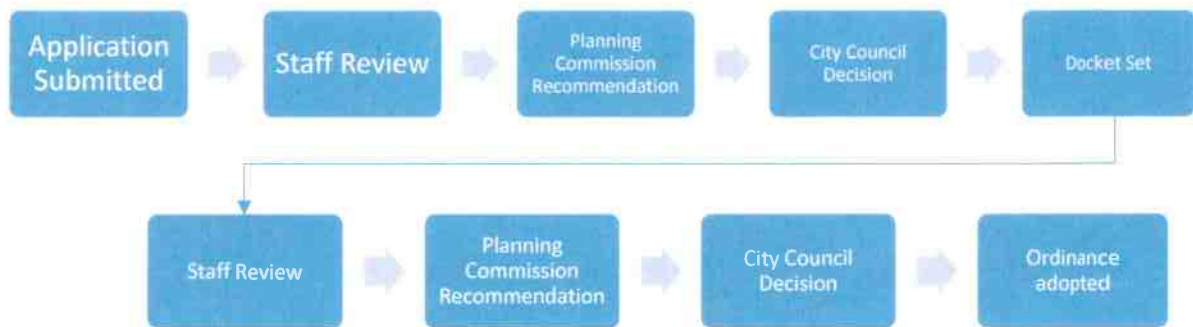 Application
Submitted
Staff Review
Planning
Commission
Recommendation
City Council
Decision
Docket Set
Staff Review
Planning
Commission
Recommendation
City Council
Decision
Ordinance
adopted